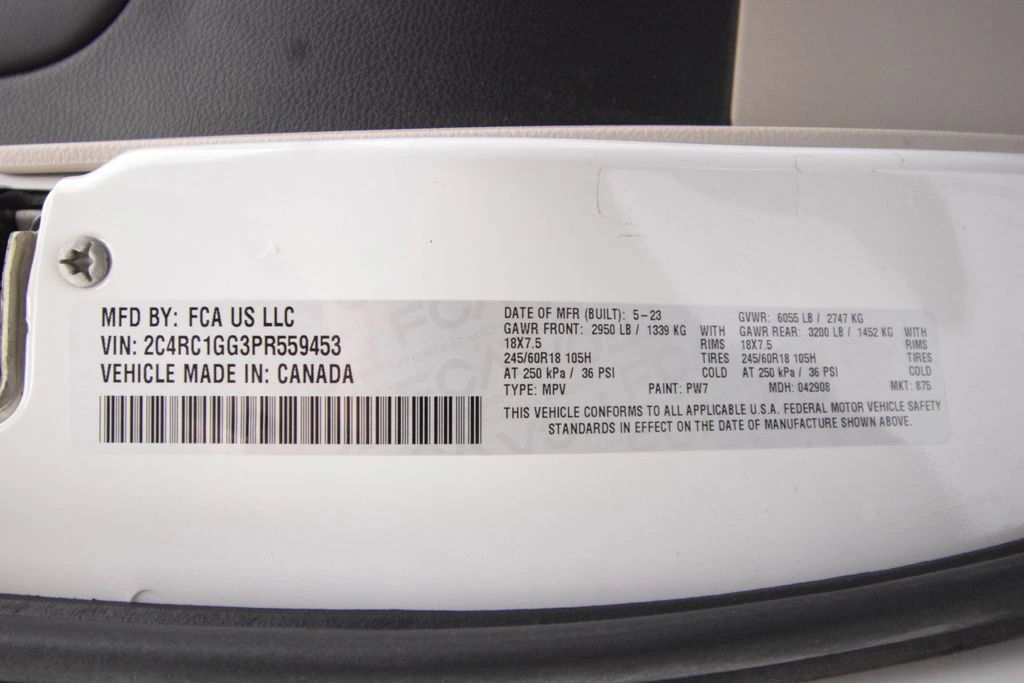 MFD BY: FCA US LLC
VIN: 2C4RC1GG3PR559453
VEHICLE MADE IN: CANADA
DATE OF MFR (BUILT): 5-23 GVWR: 6055 LB / 2747 KG
GAWR FRONT: 2950 LB / 1339 KG WITH GAWR REAR: 3200 LB / 1452 KG WITH
18X7.5 RIMS 18X7.5 RIMS
245/60R18 105H TIRES 245/60R18 105H TIRES
AT 250 kPa / 36 PSI COLD AT 250 kPa / 36 PSI COLD
TYPE: MPV PAINT: PW7 MDH: 042908 MKT: 875
THIS VEHICLE CONFORMS TO ALL APPLICABLE U.S.A. FEDERAL MOTOR VEHICLE SAFETY
STANDARDS IN EFFECT ON THE DATE OF MANUFACTURE SHOWN ABOVE.